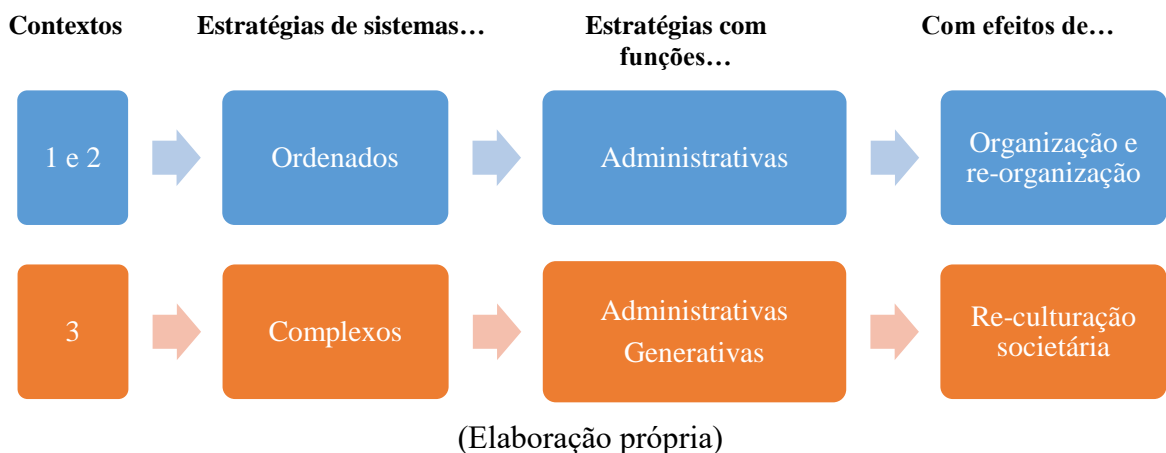 Contextos
Estratégias de sistemas…
Estratégias com
funções…
Com efeitos de…
1 e 2
Ordenados
Administrativas
Organização e
re-organização
3
Complexos
Administrativas
Generativas
Re-culturação
societária
(Elaboração própria)